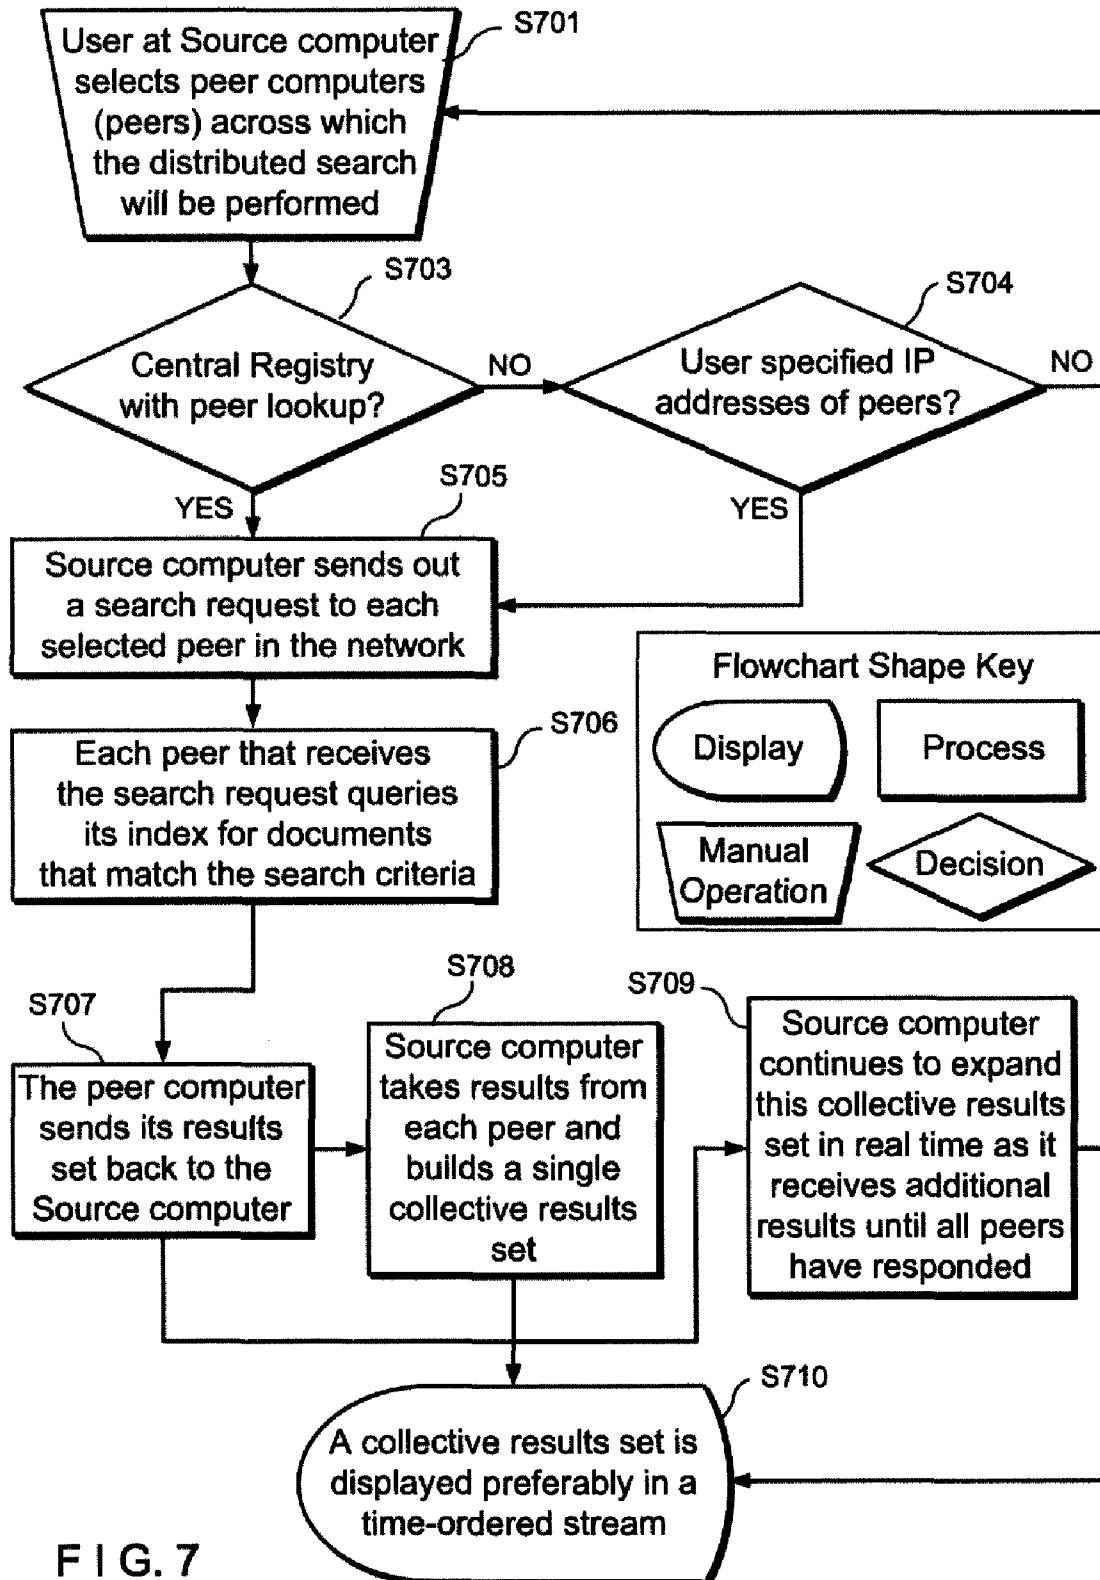 S701
User at Source computer
selects peer computers
(peers) across which
the distributed search
will be performed
S703
Central Registry
with peer lookup?
NO
YES
S704
User specified IP
addresses of peers?
NO
YES
S705
Source computer sends out
a search request to each
selected peer in the network
Flowchart Shape Key
Display
Process
Manual
Operation
Decision
S706
Each peer that receives
the search request queries
its index for documents
that match the search criteria
S707
The peer computer
sends its results
set back to the
Source computer
S708
Source computer
takes results from
each peer and
builds a single
collective results
set
S709
Source computer
continues to expand
this collective results
set in real time as it
receives additional
results until all peers
have responded
S710
A collective results set is
displayed preferably in a
time-ordered stream
F I G. 7